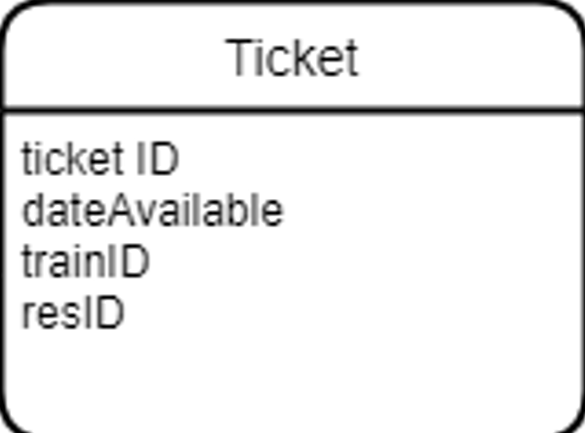 Ticket
ticket ID
dateAvailable
trainID
resID